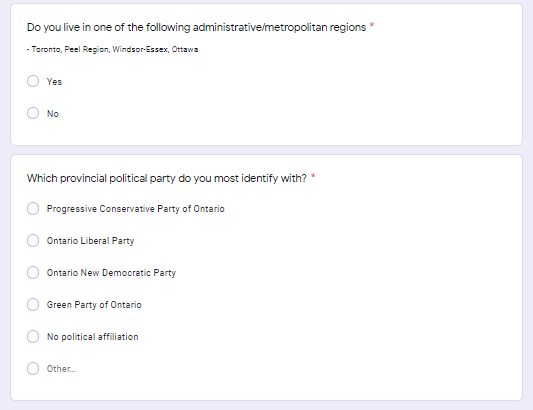 Do you live in one of the following administrative/metropolitan regions *
- Toronto, Peel Region, Windsor-Essex, Ottawa
Yes
No
Which provincial political party do you most identify with? *
Progressive Conservative Party of Ontario
Ontario Liberal Party
Ontario New Democratic Party
Green Party of Ontario
No political affiliation
Other...